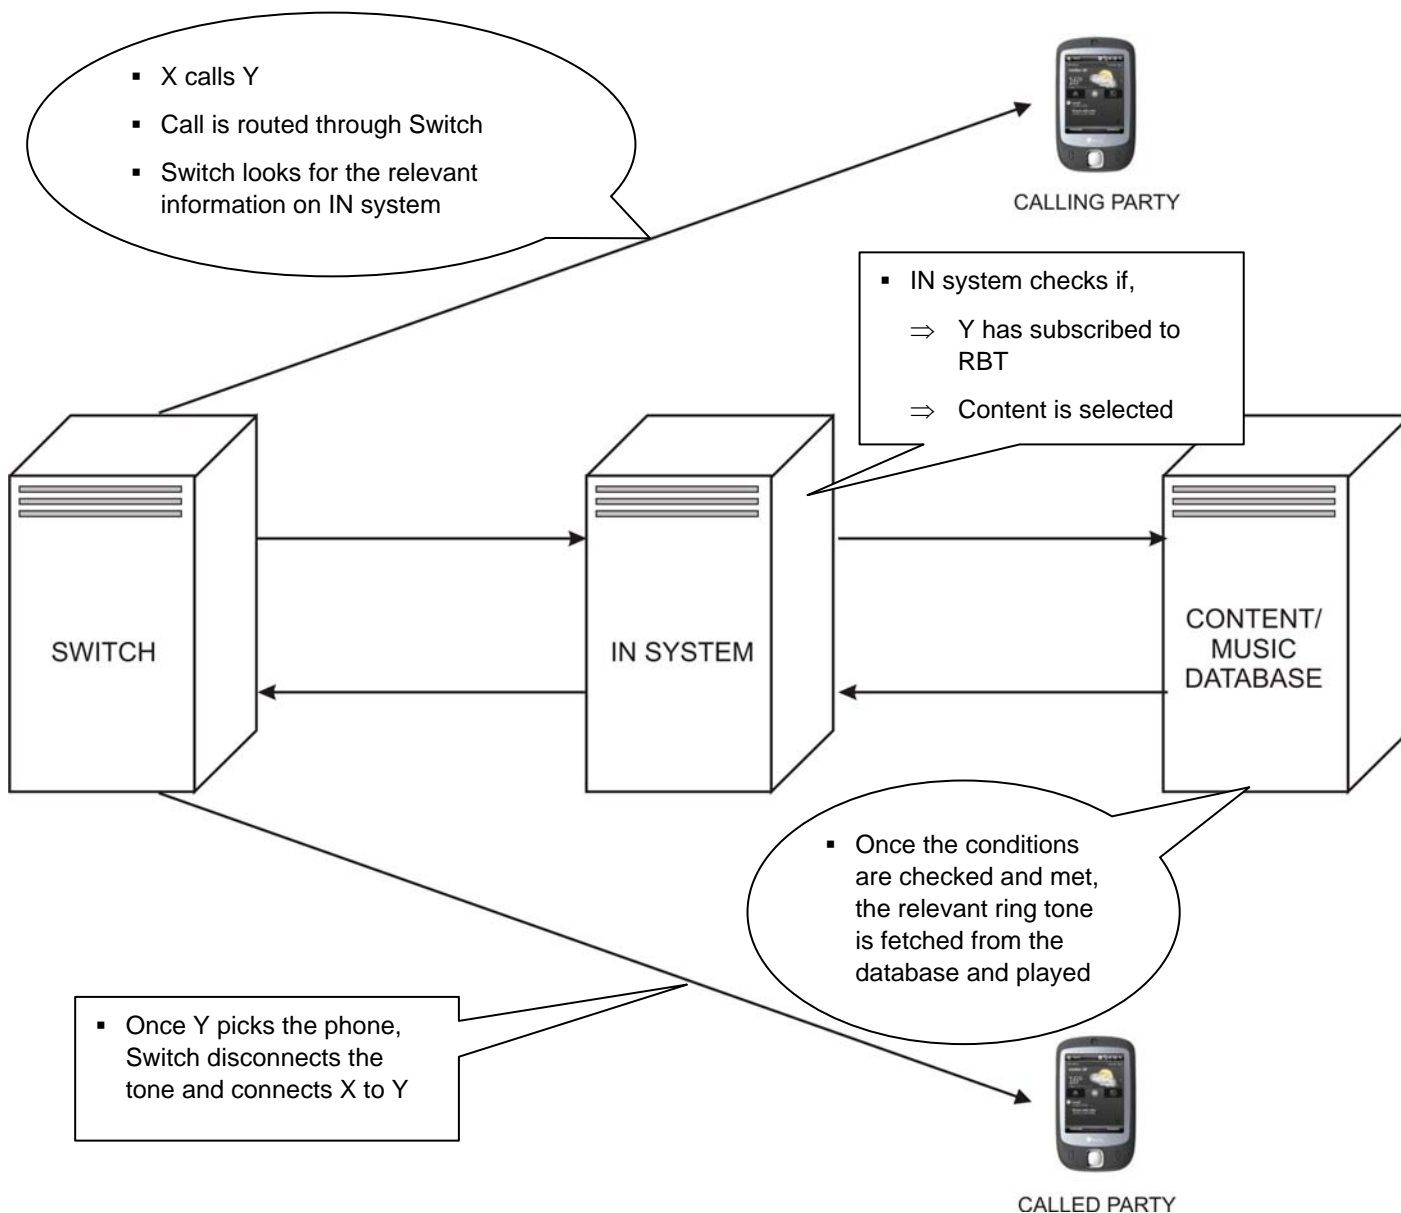 ▪ X calls Y
▪ Call is routed through Switch
▪ Switch looks for the relevant
information on IN system
CALLING PARTY
▪ IN system checks if,
⇒ Y has subscribed to
RBT
⇒ Content is selected
SWITCH
IN SYSTEM
CONTENT/
MUSIC
DATABASE
▪ Once the conditions
are checked and met,
the relevant ring tone
is fetched from the
database and played
▪ Once Y picks the phone,
Switch disconnects the
tone and connects X to Y
CALLED PARTY